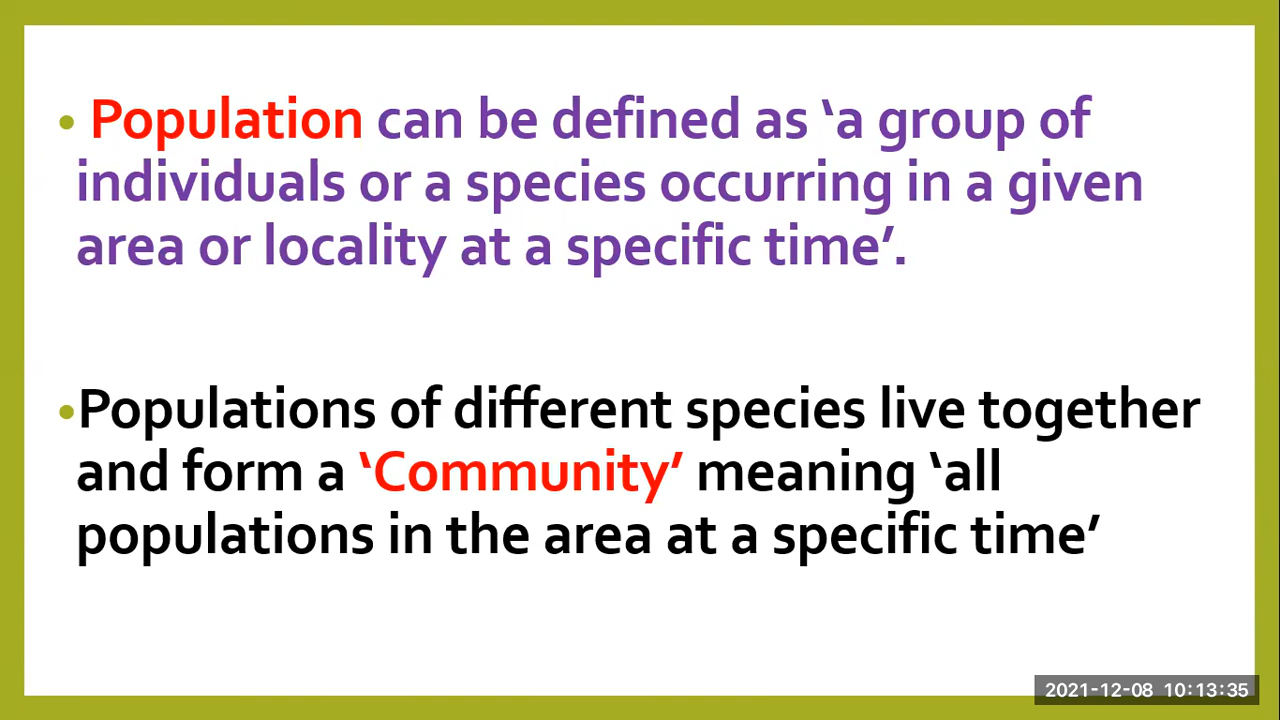 • Population can be defined as ‘a group of
individuals or a species occurring in a given
area or locality at a specific time’.
•Populations of different species live together
and form a ‘Community’ meaning ‘all
populations in the area at a specific time’
2021-12-08 10:13:35